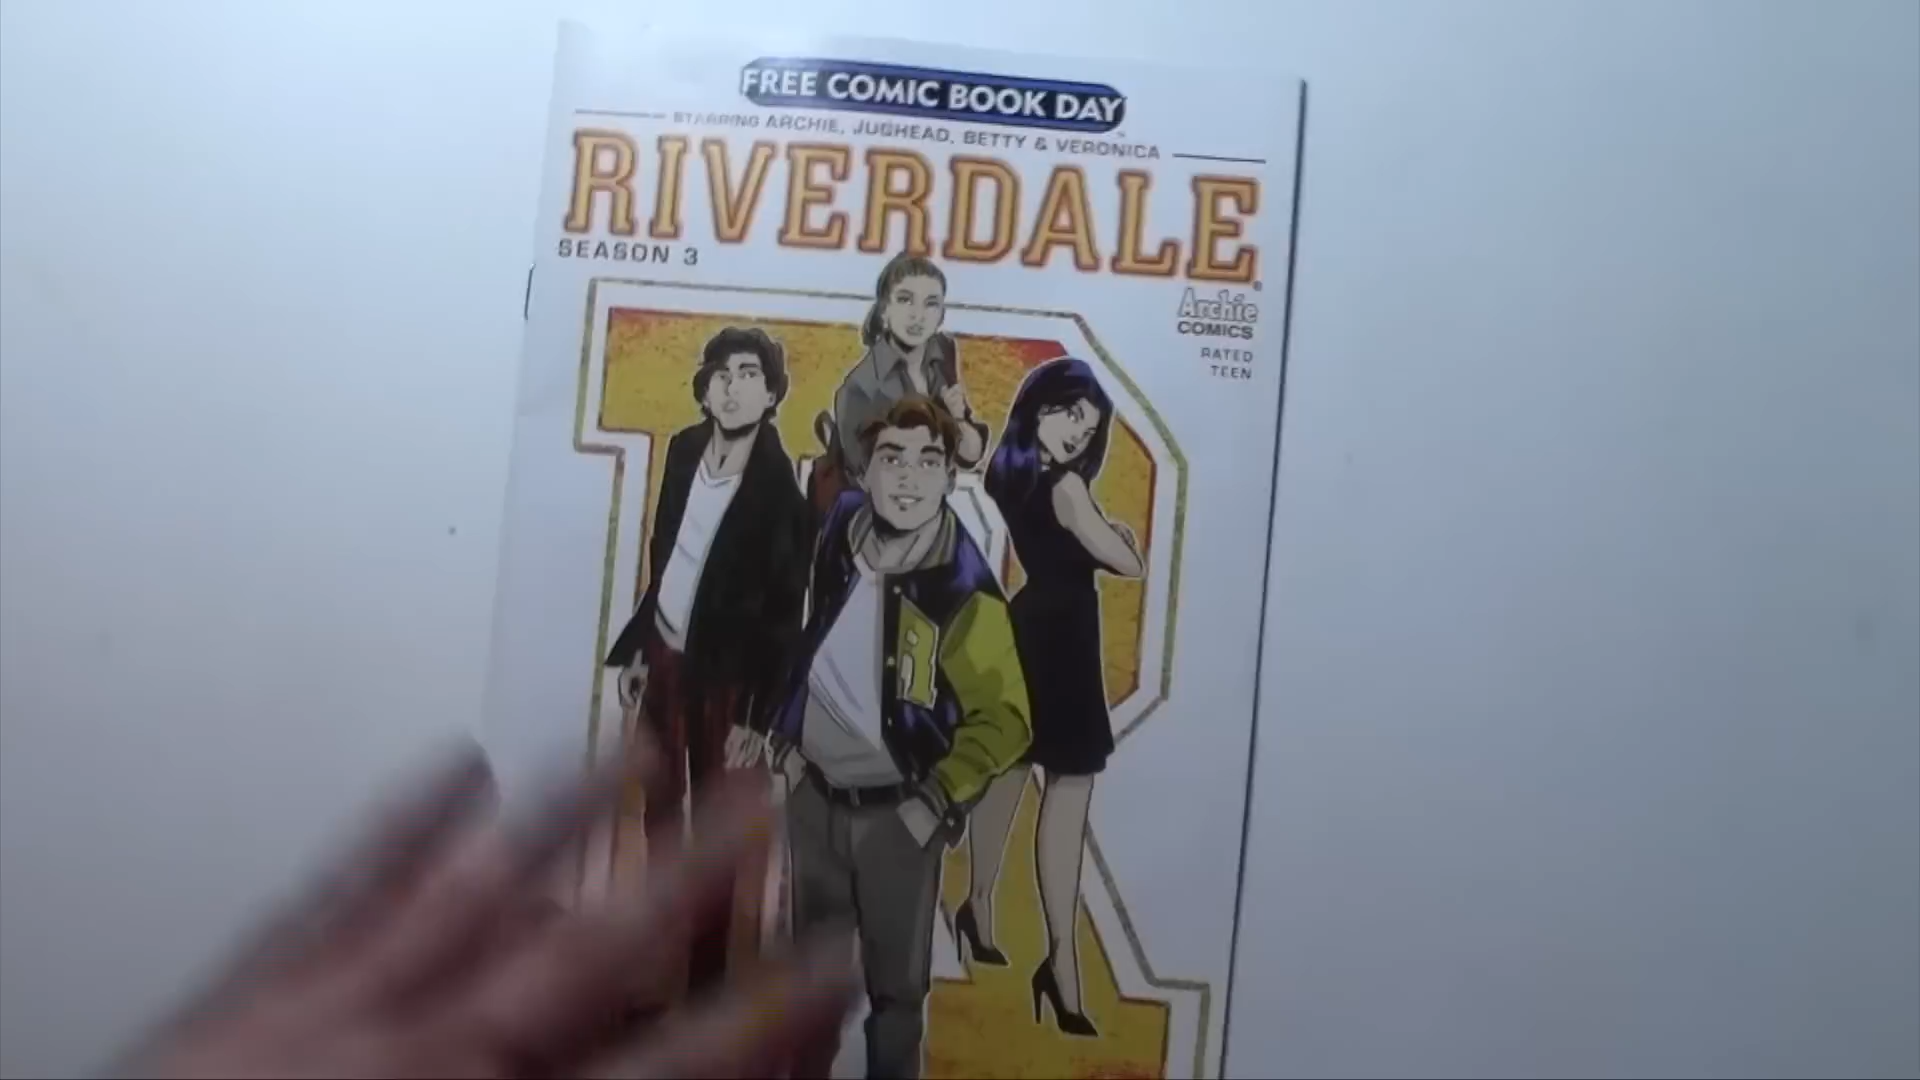 FREE COMIC BOOK DAY
STARRING ARCHIE, JUGHEAD, BETTY & VERONICA
RIVERDALE
SEASON 3
Archie
COMICS
RATED
TEEN